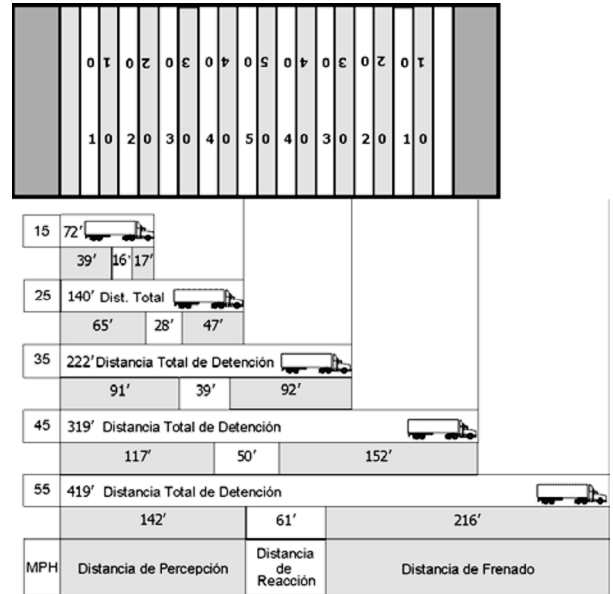 0 1 0 2 0 3 0 4 0 5 0 4 0 3 0 2 0 1
1 0 2 0 3 0 4 0 5 0 4 0 3 0 2 0 1 0
15 72'
39' 16' 17'
25 140' Dist. Total
65' 28' 47'
35 222' Distancia Total de Detención
91' 39' 92'
45 319' Distancia Total de Detención
117' 50' 152'
55 419' Distancia Total de Detención
142' 61' 216'
MPH Distancia de Percepción
Distancia
de
Reacción
Distancia de Frenado